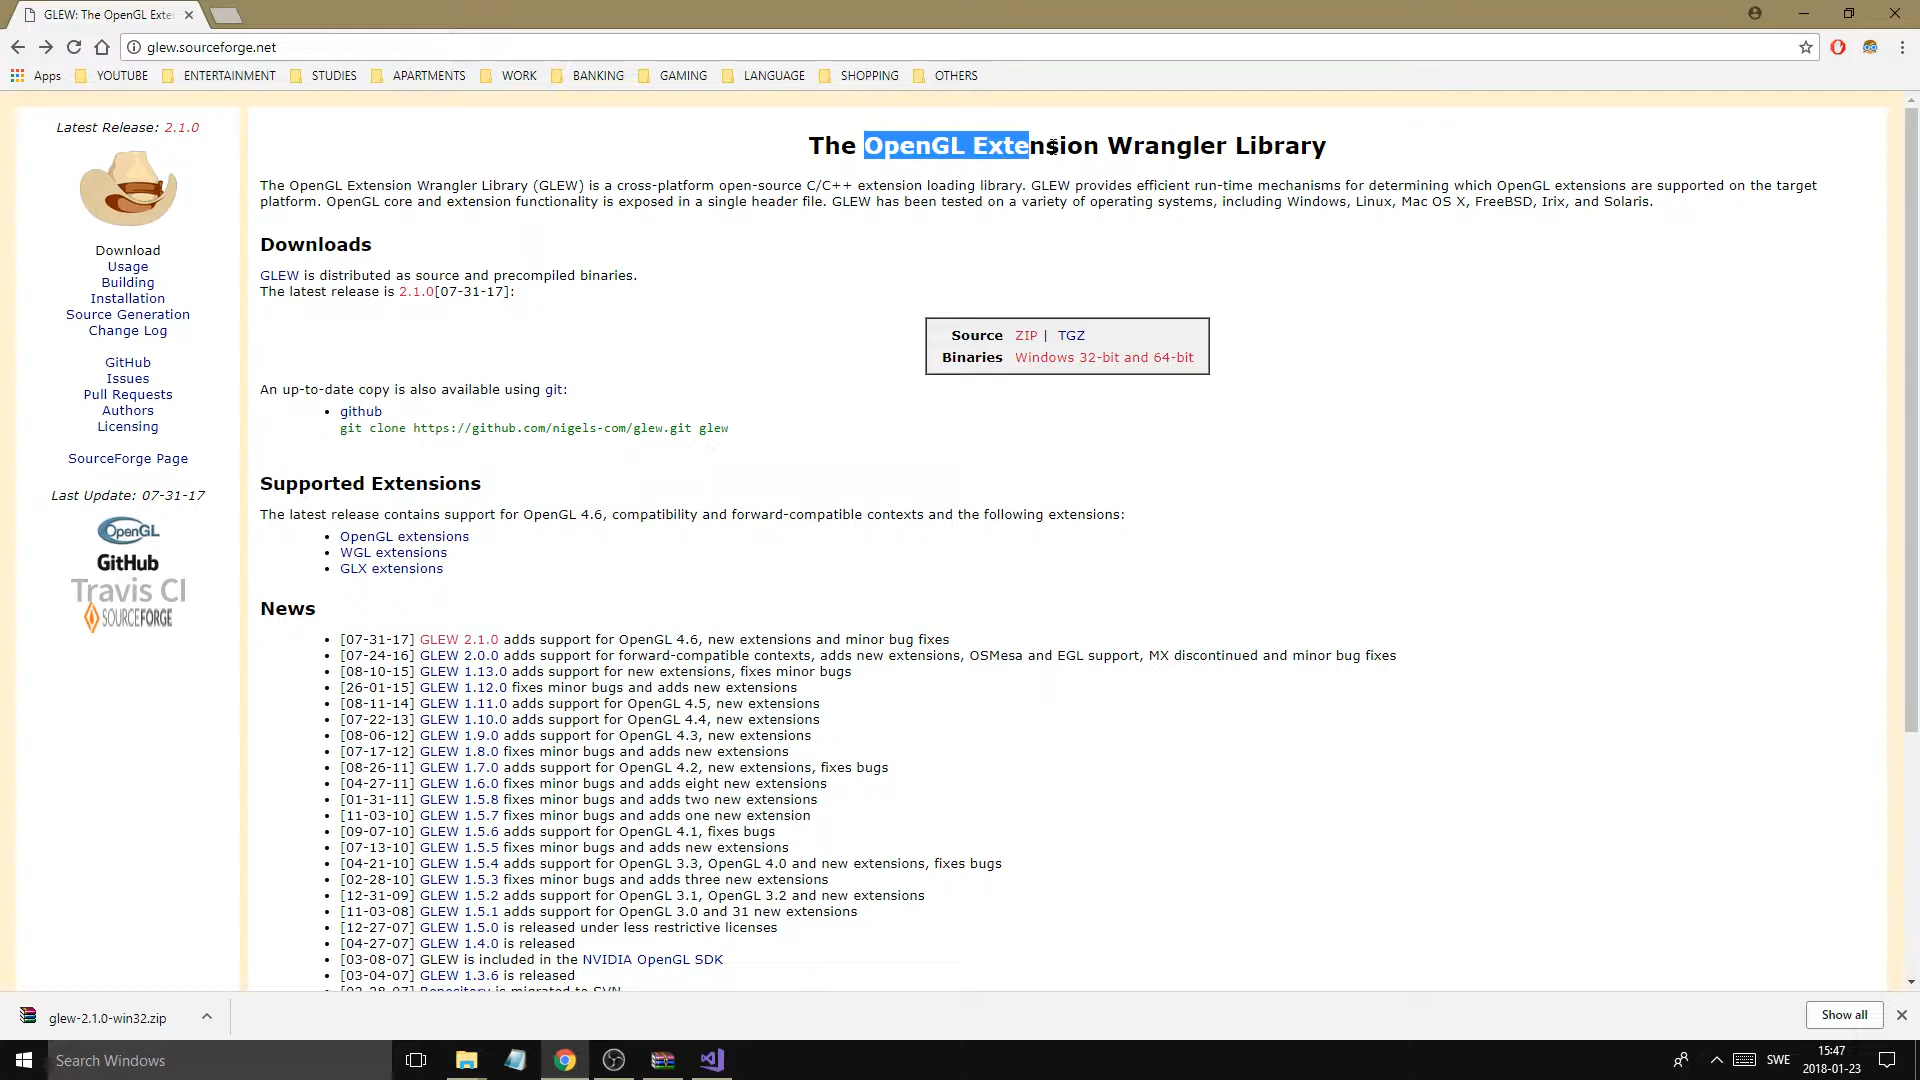 GLEW: The OpenGL Exte
glew.sourceforge.net
Apps YOUTUBE ENTERTAINMENT STUDIES APARTMENTS WORK BANKING GAMING LANGUAGE SHOPPING OTHERS
Latest Release: 2.1.0
Download
Usage
Building
Installation
Source Generation
Change Log
GitHub
Issues
Pull Requests
Authors
Licensing
SourceForge Page
Last Update: 07-31-17
OpenGL
GitHub
Travis CI
SOURCEFORGE
The OpenGL Extension Wrangler Library
The OpenGL Extension Wrangler Library (GLEW) is a cross-platform open-source C/C++ extension loading library. GLEW provides efficient run-time mechanisms for determining which OpenGL extensions are supported on the target
platform. OpenGL core and extension functionality is exposed in a single header file. GLEW has been tested on a variety of operating systems, including Windows, Linux, Mac OS X, FreeBSD, Irix, and Solaris.
Downloads
GLEW is distributed as source and precompiled binaries.
The latest release is 2.1.0[07-31-17]:
Source ZIP | TGZ
Binaries Windows 32-bit and 64-bit
An up-to-date copy is also available using git:
• github
git clone https://github.com/nigels-com/glew.git glew
Supported Extensions
The latest release contains support for OpenGL 4.6, compatibility and forward-compatible contexts and the following extensions:
• OpenGL extensions
• WGL extensions
• GLX extensions
News
• [07-31-17] GLEW 2.1.0 adds support for OpenGL 4.6, new extensions and minor bug fixes
• [07-24-16] GLEW 2.0.0 adds support for forward-compatible contexts, adds new extensions, OSMesa and EGL support, MX discontinued and minor bug fixes
• [08-10-15] GLEW 1.13.0 adds support for new extensions, fixes minor bugs
• [26-01-15] GLEW 1.12.0 fixes minor bugs and adds new extensions
• [08-11-14] GLEW 1.11.0 adds support for OpenGL 4.5, new extensions
• [07-22-13] GLEW 1.10.0 adds support for OpenGL 4.4, new extensions
• [08-06-12] GLEW 1.9.0 adds support for OpenGL 4.3, new extensions
• [07-17-12] GLEW 1.8.0 fixes minor bugs and adds new extensions
• [08-26-11] GLEW 1.7.0 adds support for OpenGL 4.2, new extensions, fixes bugs
• [04-27-11] GLEW 1.6.0 fixes minor bugs and adds eight new extensions
• [01-31-11] GLEW 1.5.8 fixes minor bugs and adds two new extensions
• [11-03-10] GLEW 1.5.7 fixes minor bugs and adds one new extension
• [09-07-10] GLEW 1.5.6 adds support for OpenGL 4.1, fixes bugs
• [07-13-10] GLEW 1.5.5 fixes minor bugs and adds new extensions
• [04-21-10] GLEW 1.5.4 adds support for OpenGL 3.3, OpenGL 4.0 and new extensions, fixes bugs
• [02-28-10] GLEW 1.5.3 fixes minor bugs and adds three new extensions
• [12-31-09] GLEW 1.5.2 adds support for OpenGL 3.1, OpenGL 3.2 and new extensions
• [11-03-08] GLEW 1.5.1 adds support for OpenGL 3.0 and 31 new extensions
• [12-27-07] GLEW 1.5.0 is released under less restrictive licenses
• [04-27-07] GLEW 1.4.0 is released
• [03-08-07] GLEW is included in the NVIDIA OpenGL SDK
• [03-04-07] GLEW 1.3.6 is released
• [02-28-07] Repository is migrated to SVN
glew-2.1.0-win32.zip
Show all
Search Windows
SWE
15:47
2018-01-23